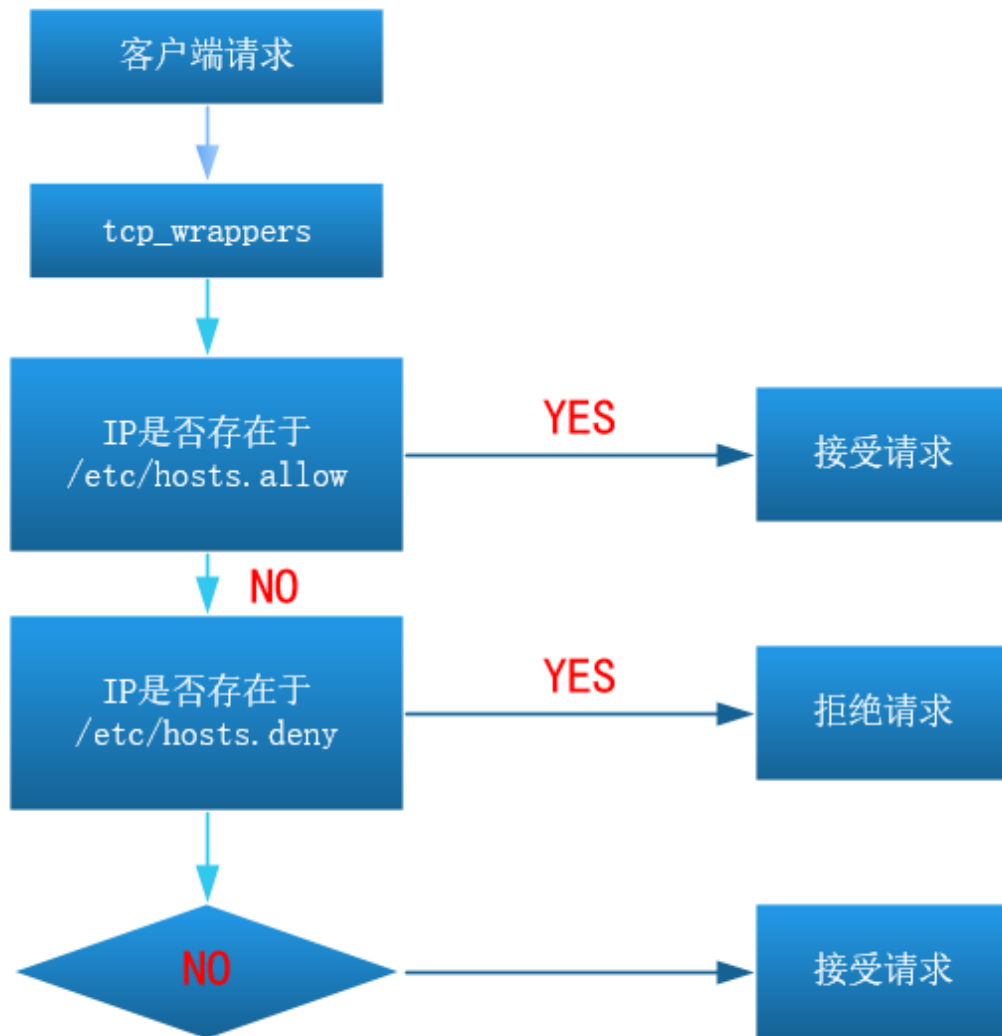 客户端请求
tcp_wrappers
IP是否存在于
/etc/hosts.allow
YES
接受请求
NO
IP是否存在于
/etc/hosts.deny
YES
拒绝请求
NO
接受请求